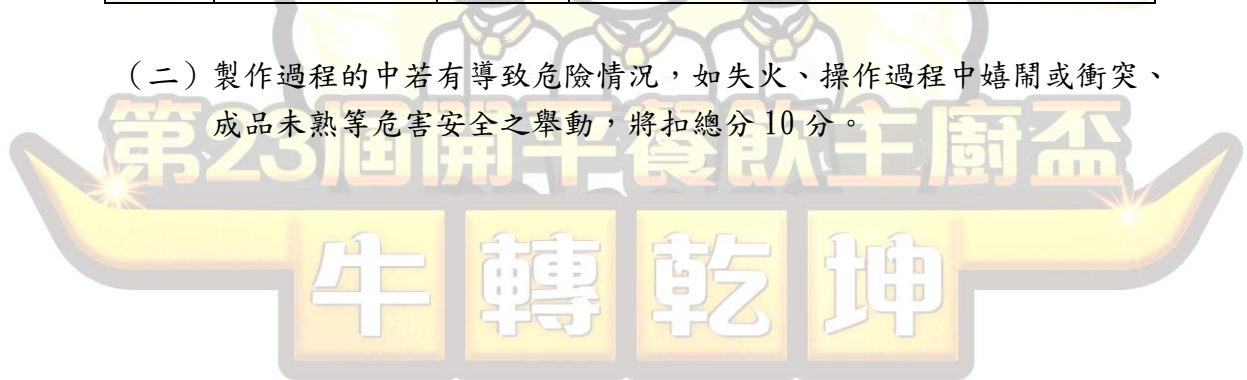 （二）製作過程的中若有導致危險情況，如失火、操作過程中嬉鬧或衝突、
成品未熟等危害安全之舉動，將扣總分 10 分。
第23屆開平餐飲主廚盃
牛轉乾坤